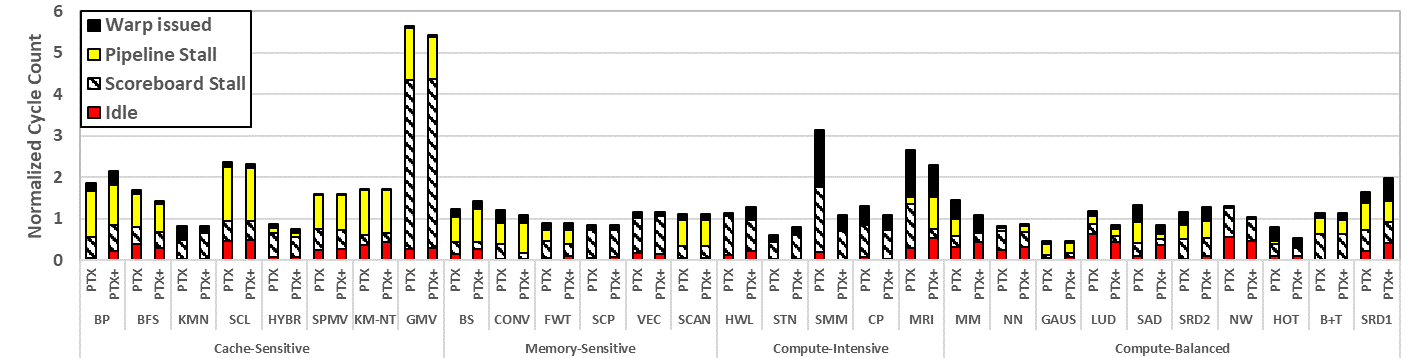 Normalized Cycle Count
6
5
4
3
2
1
0
Warp issued
Pipeline Stall
Scoreboard Stall
Idle
PTX PTX+ PTX PTX+ PTX PTX+ PTX PTX+ PTX PTX+ PTX PTX+ PTX PTX+ PTX PTX+ PTX PTX+ PTX PTX+ PTX PTX+ PTX PTX+ PTX PTX+ PTX PTX+ PTX PTX+ PTX PTX+ PTX PTX+ PTX PTX+ PTX PTX+ PTX PTX+ PTX PTX+ PTX PTX+ PTX PTX+ PTX PTX+ PTX PTX+ PTX PTX+ PTX PTX+ PTX PTX+ PTX PTX+
BP BFS KMN SCL HYBR SPMV KM-NT GMV BS CONV FWT SCP VEC SCAN HWL STN SMM CP MRI MM NN GAUS LUD SAD SRD2 NW HOT B+T SRD1
Cache-Sensitive Memory-Sensitive Compute-Intensive Compute-Balanced